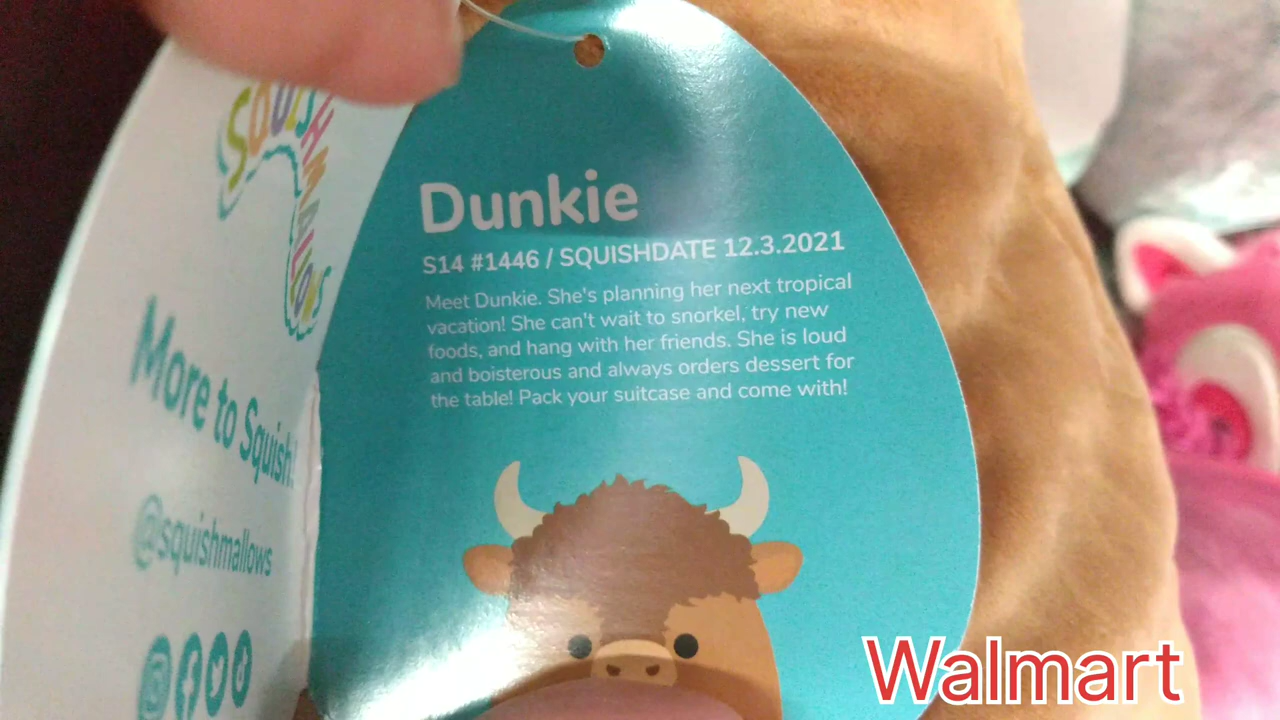 SQUISHMALLOWS
More to Squish!
@squishmallows
Dunkie
S14 #1446 / SQUISHDATE 12.3.2021
Meet Dunkie. She's planning her next tropical
vacation! She can't wait to snorkel, try new
foods, and hang with her friends. She is loud
and boisterous and always orders dessert for
the table! Pack your suitcase and come with!
Walmart